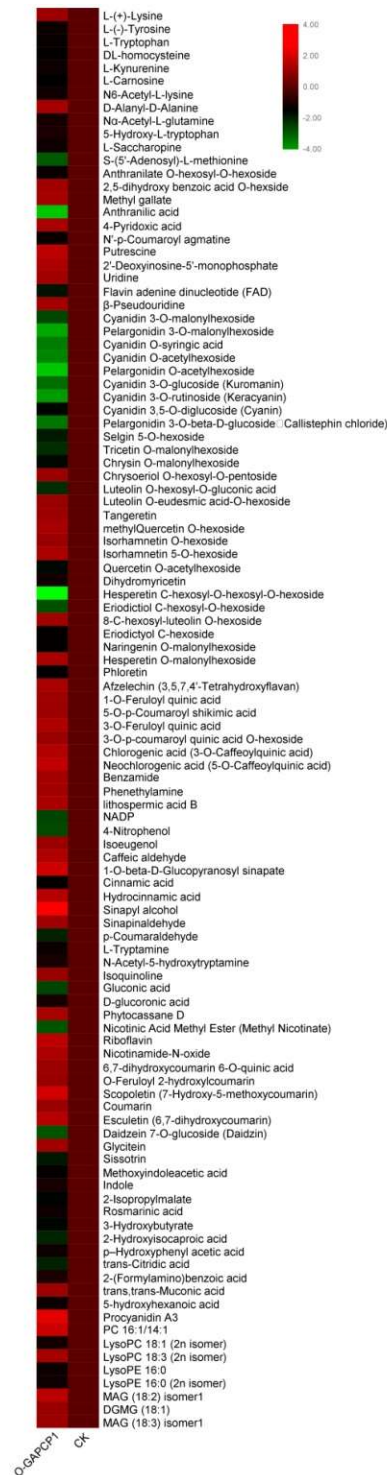 L-(+)-Lysine
L-(-)-Tyrosine
L-Tryptophan
DL-homocysteine
L-Kynurenine
L-Carnosine
N6-Acetyl-L-lysine
D-Alanyl-D-Alanine
Nα-Acetyl-L-glutamine
5-Hydroxy-L-tryptophan
L-Saccharopine
S-(5'-Adenosyl)-L-methionine
Anthranilate O-hexosyl-O-hexoside
2,5-dihydroxy benzoic acid O-hexside
Methyl gallate
Anthranilic acid
4-Pyridoxic acid
N'-p-Coumaroyl agmatine
Putrescine
2'-Deoxyinosine-5'-monophosphate
Uridine
Flavin adenine dinucleotide (FAD)
β-Pseudouridine
Cyanidin 3-O-malonylhexoside
Pelargonidin 3-O-malonylhexoside
Cyanidin O-syringic acid
Cyanidin O-acetylhexoside
Pelargonidin O-acetylhexoside
Cyanidin 3-O-glucoside (Kuromanin)
Cyanidin 3-O-rutinoside (Keracyanin)
Cyanidin 3,5-O-diglucoside (Cyanin)
Pelargonidin 3-O-beta-D-glucoside□Callistephin chloride)
Selgin 5-O-hexoside
Tricetin O-malonylhexoside
Chrysin O-malonylhexoside
Chrysoeriol O-hexosyl-O-pentoside
Luteolin O-hexosyl-O-gluconic acid
Luteolin O-eudesmic acid-O-hexoside
Tangeretin
methylQuercetin O-hexoside
Isorhamnetin O-hexoside
Isorhamnetin 5-O-hexoside
Quercetin O-acetylhexoside
Dihydromyricetin
Hesperetin C-hexosyl-O-hexosyl-O-hexoside
Eriodictiol C-hexosyl-O-hexoside
8-C-hexosyl-luteolin O-hexoside
Eriodictyol C-hexoside
Naringenin O-malonylhexoside
Hesperetin O-malonylhexoside
Phloretin
Afzelechin (3,5,7,4'-Tetrahydroxyflavan)
1-O-Feruloyl quinic acid
5-O-p-Coumaroyl shikimic acid
3-O-Feruloyl quinic acid
3-O-p-coumaroyl quinic acid O-hexoside
Chlorogenic acid (3-O-Caffeoylquinic acid)
Neochlorogenic acid (5-O-Caffeoylquinic acid)
Benzamide
Phenethylamine
lithospermic acid B
NADP
4-Nitrophenol
Isoeugenol
Caffeic aldehyde
1-O-beta-D-Glucopyranosyl sinapate
Cinnamic acid
Hydrocinnamic acid
Sinapyl alcohol
Sinapinaldehyde
p-Coumaraldehyde
L-Tryptamine
N-Acetyl-5-hydroxytryptamine
Isoquinoline
Gluconic acid
D-glucoronic acid
Phytocassane D
Nicotinic Acid Methyl Ester (Methyl Nicotinate)
Riboflavin
Nicotinamide-N-oxide
6,7-dihydroxycoumarin 6-O-quinic acid
O-Feruloyl 2-hydroxylcoumarin
Scopoletin (7-Hydroxy-5-methoxycoumarin)
Coumarin
Esculetin (6,7-dihydroxycoumarin)
Daidzein 7-O-glucoside (Daidzin)
Glycitein
Sissotrin
Methoxyindoleacetic acid
Indole
2-Isopropylmalate
Rosmarinic acid
3-Hydroxybutyrate
2-Hydroxyisocaproic acid
p–Hydroxyphenyl acetic acid
trans-Citridic acid
2-(Formylamino)benzoic acid
trans,trans-Muconic acid
5-hydroxyhexanoic acid
Procyanidin A3
PC 16:1/14:1
LysoPC 18:1 (2n isomer)
LysoPC 18:3 (2n isomer)
LysoPE 16:0
LysoPE 16:0 (2n isomer)
MAG (18:2) isomer1
DGMG (18:1)
MAG (18:3) isomer1
O-GAPCP1
CK
4.00
2.00
0.00
-2.00
-4.00